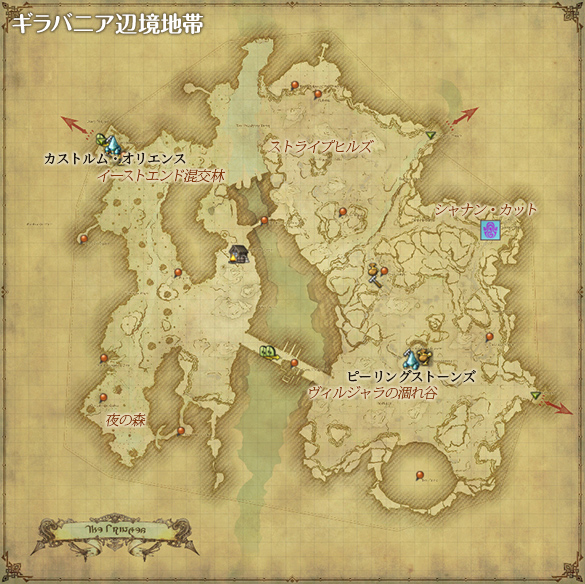 ギラバニア辺境地帯
ストライプヒルズ
カストルム・オリエンス
イーストエンド混交林
シャナン・カット
ピーリングストーンズ
ヴィルジャラの涸れ谷
夜の森
The Fringes